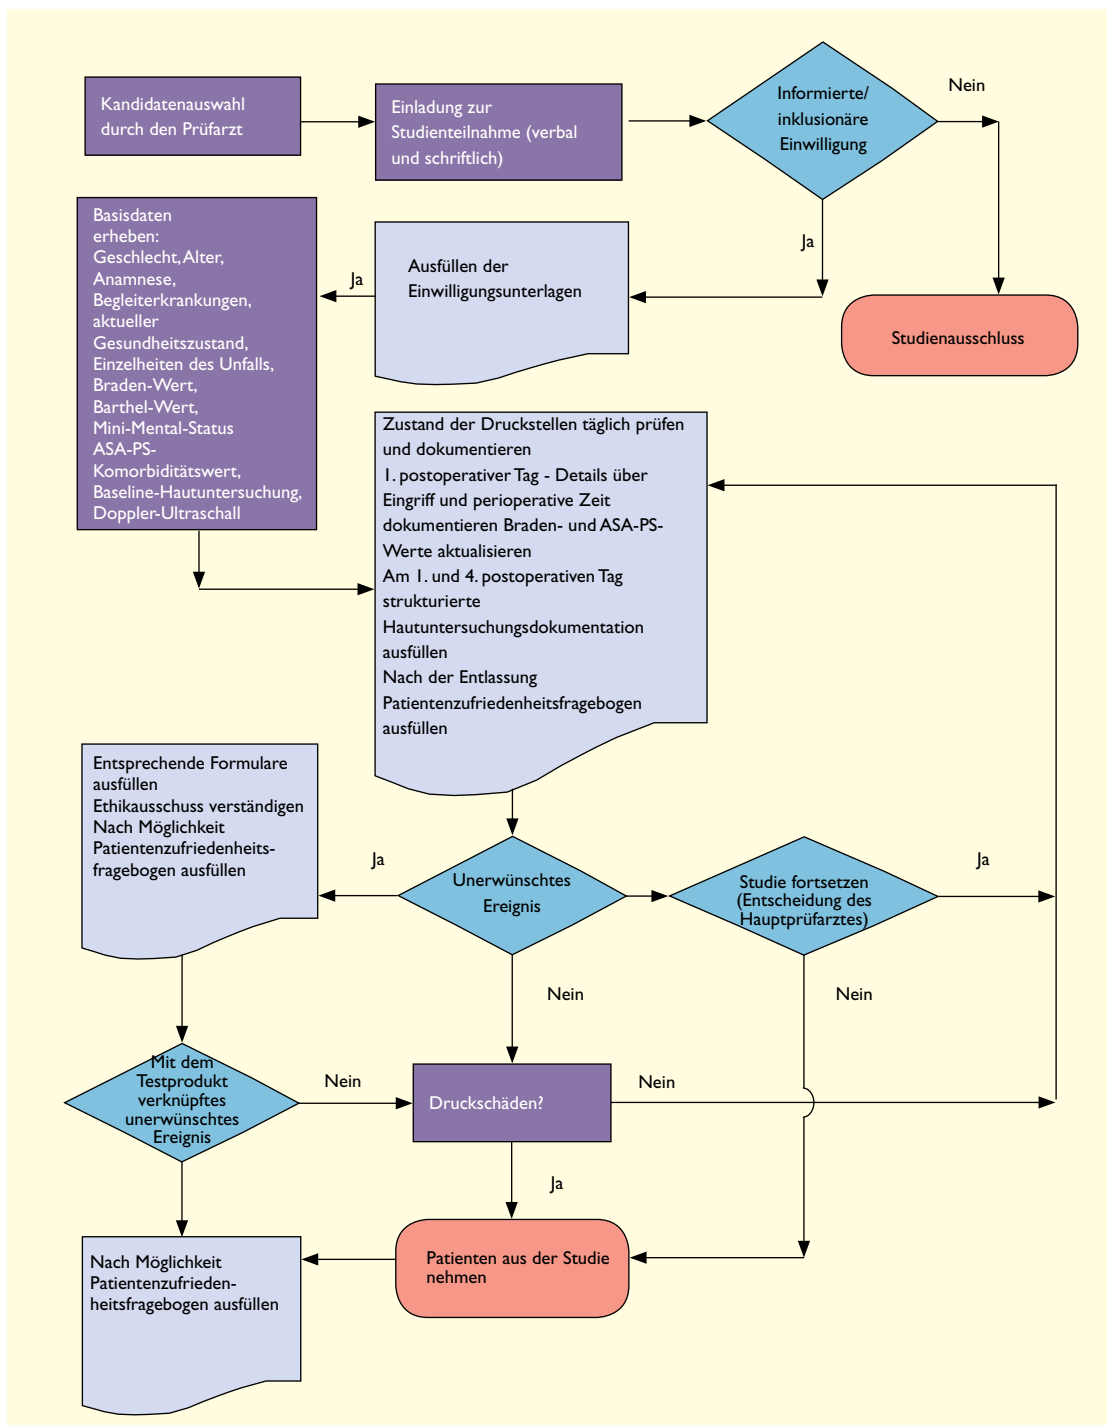 Kandidatenauswahl
durch den Prüfarzt
Einladung zur
Studienteilnahme (verbal
und schriftlich)
Informierte/
inklusionäre
Einwilligung
Nein
Ja
Studienausschluss
Ausfüllen der
Einwilligungsunterlagen
Ja
Basisdaten
erheben:
Geschlecht, Alter,
Anamnese,
Begleiterkrankungen,
aktueller
Gesundheitszustand,
Einzelheiten des Unfalls,
Braden-Wert,
Barthel-Wert,
Mini-Mental-Status
ASA-PS-
Komorbiditätswert,
Baseline-Hautuntersuchung,
Doppler-Ultraschall
Zustand der Druckstellen täglich prüfen
und dokumentieren
1. postoperativer Tag - Details über
Eingriff und perioperative Zeit
dokumentieren Braden- und ASA-PS-
Werte aktualisieren
Am 1. und 4. postoperativen Tag
strukturierte
Hautuntersuchungsdokumentation
ausfüllen
Nach der Entlassung
Patientenzufriedenheitsfragebogen
ausfüllen
Entsprechende Formulare
ausfüllen
Ethikausschuss verständigen
Nach Möglichkeit
Patientenzufriedenheits-
fragebogen ausfüllen
Ja
Unerwünschtes
Ereignis
Studie fortsetzen
(Entscheidung des
Hauptprüfarztes)
Ja
Nein
Nein
Mit dem
Testprodukt
verknüpftes
unerwünschtes
Ereignis
Nein
Druckschäden?
Nein
Ja
Patienten aus der Studie
nehmen
Nach Möglichkeit
Patientenzufrieden-
heitsfragebogen ausfüllen